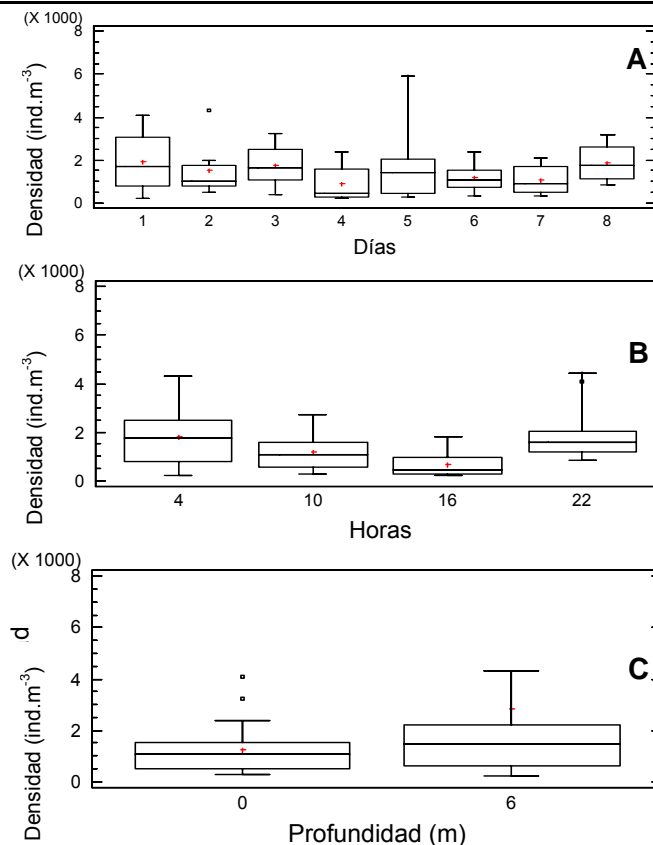 (X 1000)
A
8
6
4
2
0
Densidad (ind.m-3)
1 2 3 4 5 6 7 8
Días
(X 1000)
B
8
6
4
2
0
Densidad (ind.m-3)
4 10 16 22
Horas
(X 1000)
C
8
6
4
2
0
d
Densidad (ind.m-3)
0 6
Profundidad (m)